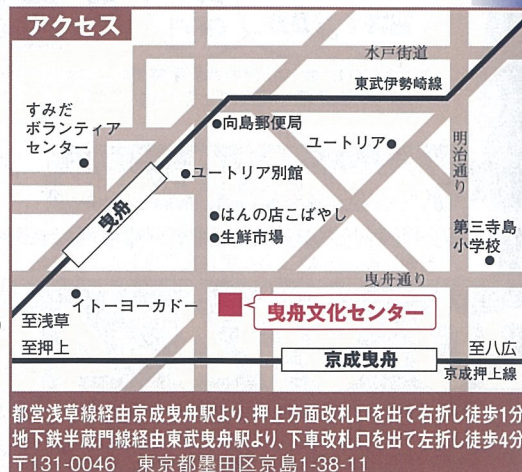 アクセス
水戸街道
東武伊勢崎線
すみだ
ボランティア
センター
向島郵便局
ユートリア
明治通り
ユートリア別館
曳舟
はんの店こばやし
生鮮市場
第三寺島
小学校
曳舟通り
イトーヨーカドー
曳舟文化センター
至浅草
至押上
京成曳舟
至八広
京成押上線
都営浅草線経由京成曳舟駅より、押上方面改札口を出て右折し徒歩1分
地下鉄半蔵門線経由東武曳舟駅より、下車改札口を出て左折し徒歩4分
〒131-0046 東京都墨田区京島1-38-11